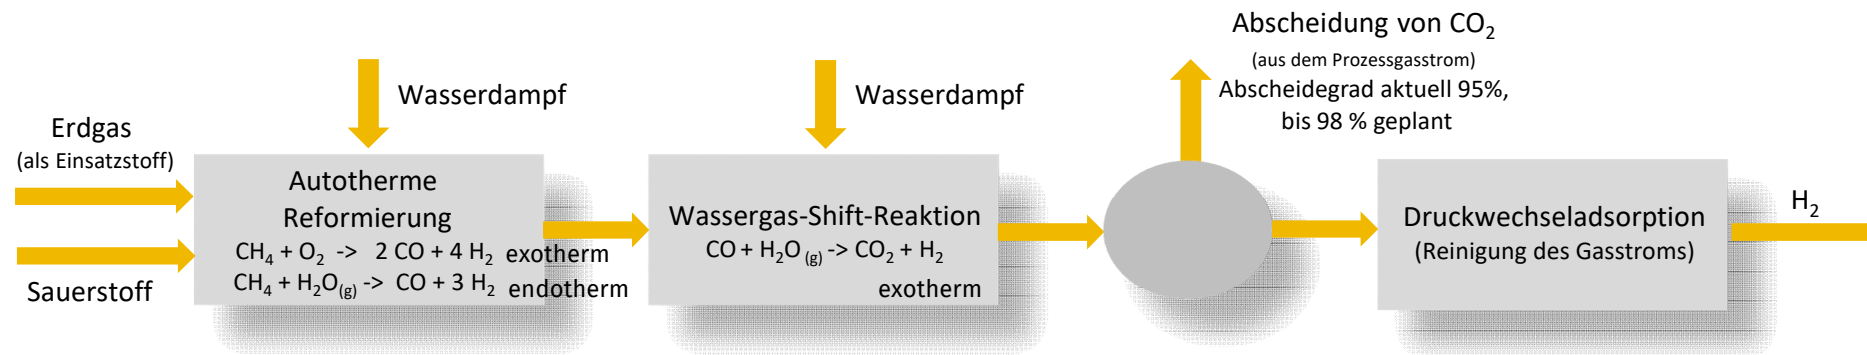 Erdgas
(als Einsatzstoff)
Sauerstoff
Wasserdampf
Autotherme
Reformierung
CH₄ + O₂ -> 2 CO + 4 H₂ exotherm
CH₄ + H₂O₍g₎ -> CO + 3 H₂ endotherm
Wasserdampf
Wassergas-Shift-Reaktion
CO + H₂O (g) -> CO₂ + H₂
exotherm
Abscheidung von CO₂
(aus dem Prozessgasstrom)
Abscheidegrad aktuell 95%,
bis 98 % geplant
Druckwechseladsorption
(Reinigung des Gasstroms)
H₂